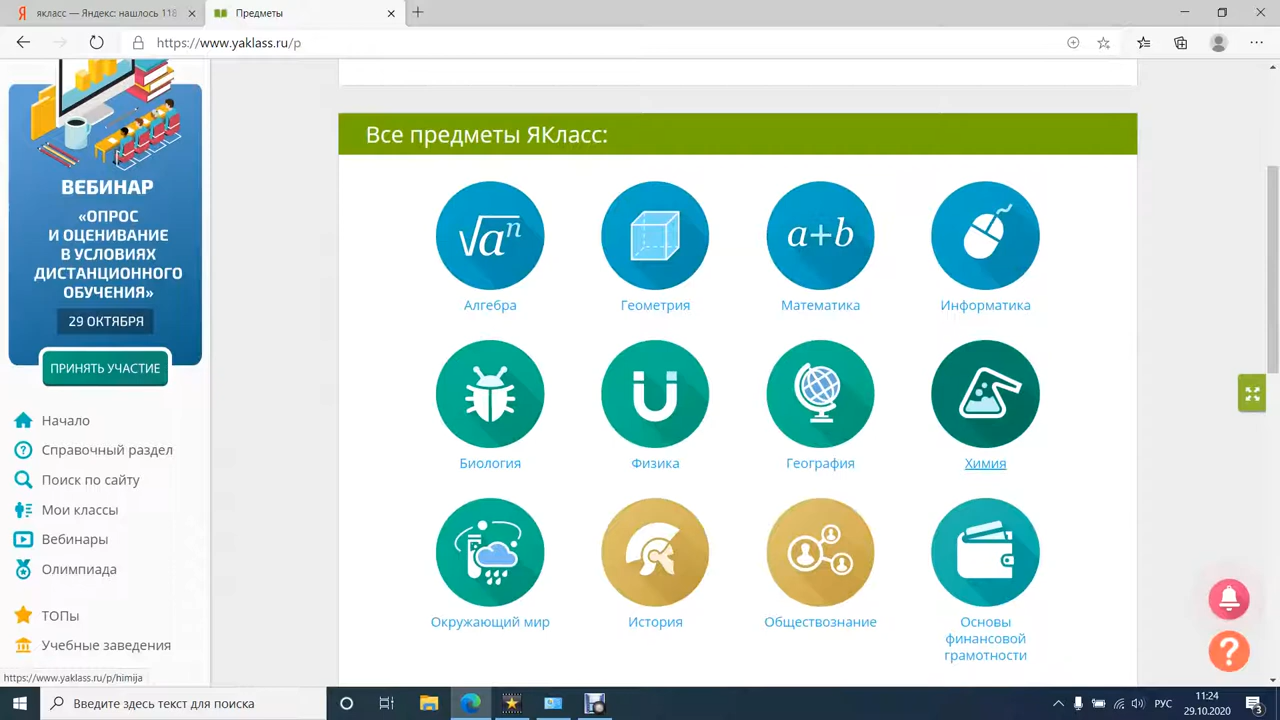 якласс — Яндекс: нашлось 118
Предметы
https://www.yaklass.ru/p
ВЕБИНАР
«ОПРОС
И ОЦЕНИВАНИЕ
В УСЛОВИЯХ
ДИСТАНЦИОННОГО
ОБУЧЕНИЯ»
29 ОКТЯБРЯ
ПРИНЯТЬ УЧАСТИЕ
Начало
Справочный раздел
Поиск по сайту
Мои классы
Вебинары
Олимпиада
ТОПы
Учебные заведения
https://www.yaklass.ru/p/himija
Все предметы ЯКласс:
√aⁿ
a+b
Алгебра
Геометрия
Математика
Информатика
Биология
Физика
География
Химия
Окружающий мир
История
Обществознание
Основы
финансовой
грамотности
Введите здесь текст для поиска
РУС
11:24
29.10.2020
3